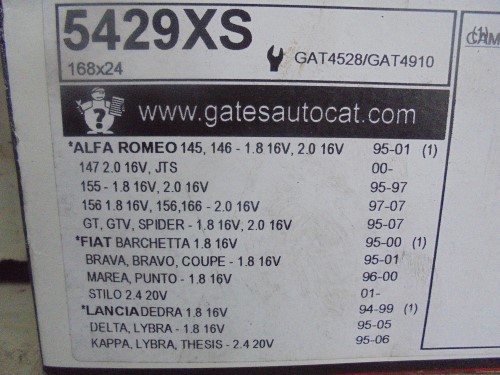 5429XS
168x24
GAT4528/GAT4910
www.gatesautocat.com
*ALFA ROMEO 145, 146 - 1.8 16V, 2.0 16V 95-01 (1)
147 2.0 16V, JTS 00-
155 - 1.8 16V, 2.0 16V 95-97
156 1.8 16V, 156,166 - 2.0 16V 97-07
GT, GTV, SPIDER - 1.8 16V, 2.0 16V 95-07
*FIAT BARCHETTA 1.8 16V 95-00 (1)
BRAVA, BRAVO, COUPE - 1.8 16V 95-01
MAREA, PUNTO - 1.8 16V 96-00
STILO 2.4 20V 01-
*LANCIADEDRA 1.8 16V 94-99 (1)
DELTA, LYBRA - 1.8 16V 95-05
KAPPA, LYBRA, THESIS - 2.4 20V 95-06